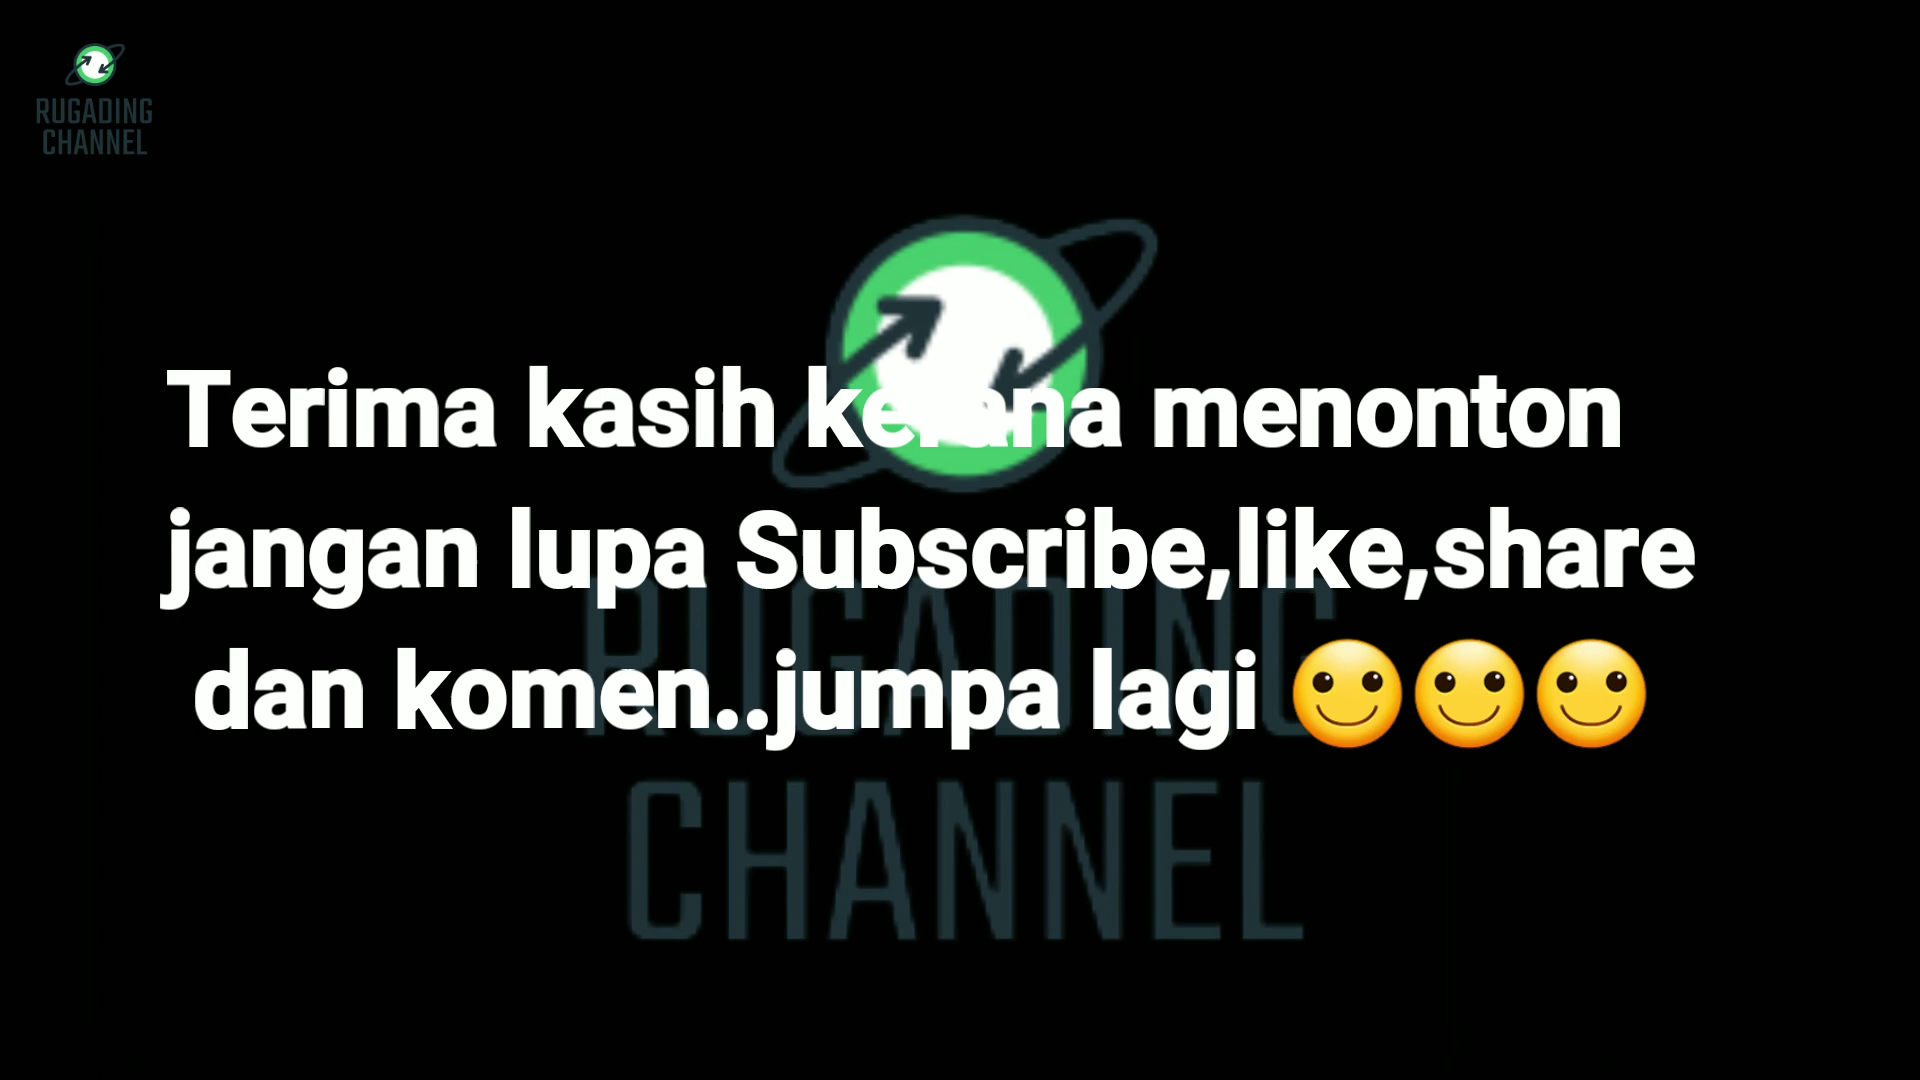 RUGADING
CHANNEL
Terima kasih kerana menonton
jangan lupa Subscribe,like,share
dan komen..jumpa lagi 🙂🙂🙂
RUGADING
CHANNEL